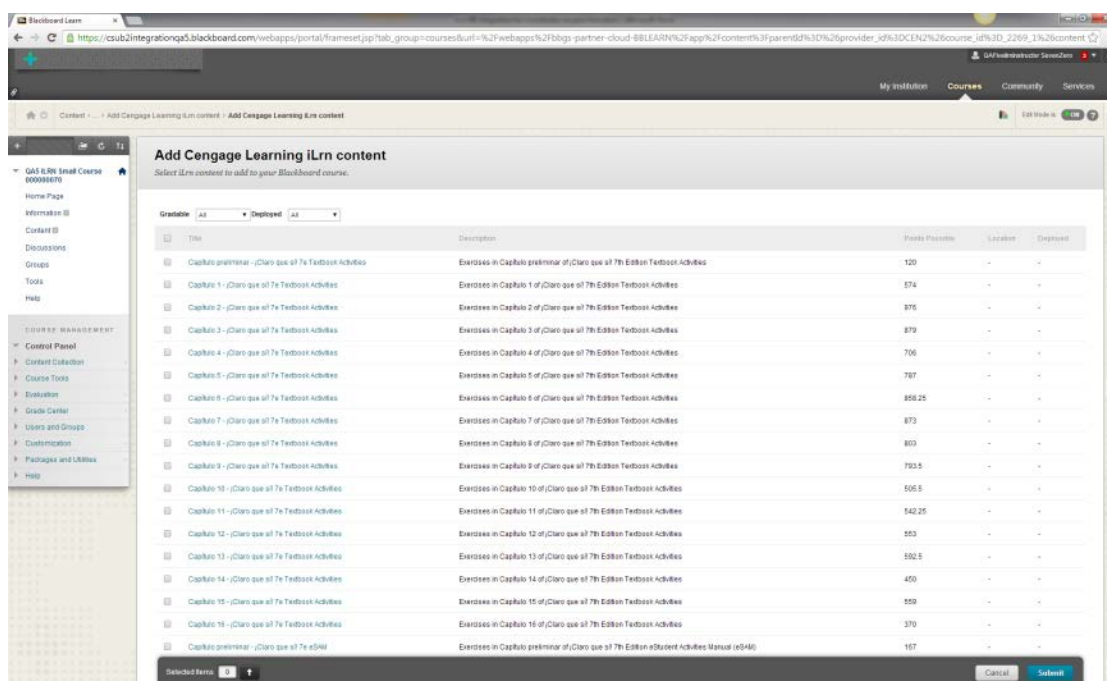 Blackboard Learn
https://csub2integrationqa5.blackboard.com/webapps/portal/frameset.jsp?tab_group=courses&url=%2Fwebapps%2Fbbgs-partner-cloud-BBLEARN%2Fapp%2Fcontent%3FparentId%3D%26provider_id%3DCEN2%26course_id%3D_2269_1%26content
My Institution Courses Community Services
Content Add Cengage Learning iLrn content Add Cengage Learning iLrn content Edit Mode is: ON
QA5 ILRN Small Course
000000070
Home Page
Information
Content
Discussions
Groups
Tools
Help
COURSE MANAGEMENT
Control Panel
Content Collection
Course Tools
Evaluation
Grade Center
Users and Groups
Customization
Packages and Utilities
Help
Add Cengage Learning iLrn content
Select iLrn content to add to your Blackboard course.
Gradable All Deployed All
Title Description Points Possible Location Deployed
Capítulo preliminar - ¡Claro que sí! 7e Textbook Activities Exercises in Capítulo preliminar of ¡Claro que sí! 7th Edition Textbook Activities 120 - -
Capítulo 1 - ¡Claro que sí! 7e Textbook Activities Exercises in Capítulo 1 of ¡Claro que sí! 7th Edition Textbook Activities 574 - -
Capítulo 2 - ¡Claro que sí! 7e Textbook Activities Exercises in Capítulo 2 of ¡Claro que sí! 7th Edition Textbook Activities 976 - -
Capítulo 3 - ¡Claro que sí! 7e Textbook Activities Exercises in Capítulo 3 of ¡Claro que sí! 7th Edition Textbook Activities 879 - -
Capítulo 4 - ¡Claro que sí! 7e Textbook Activities Exercises in Capítulo 4 of ¡Claro que sí! 7th Edition Textbook Activities 706 - -
Capítulo 5 - ¡Claro que sí! 7e Textbook Activities Exercises in Capítulo 5 of ¡Claro que sí! 7th Edition Textbook Activities 787 - -
Capítulo 6 - ¡Claro que sí! 7e Textbook Activities Exercises in Capítulo 6 of ¡Claro que sí! 7th Edition Textbook Activities 858.25 - -
Capítulo 7 - ¡Claro que sí! 7e Textbook Activities Exercises in Capítulo 7 of ¡Claro que sí! 7th Edition Textbook Activities 873 - -
Capítulo 8 - ¡Claro que sí! 7e Textbook Activities Exercises in Capítulo 8 of ¡Claro que sí! 7th Edition Textbook Activities 803 - -
Capítulo 9 - ¡Claro que sí! 7e Textbook Activities Exercises in Capítulo 9 of ¡Claro que sí! 7th Edition Textbook Activities 793.5 - -
Capítulo 10 - ¡Claro que sí! 7e Textbook Activities Exercises in Capítulo 10 of ¡Claro que sí! 7th Edition Textbook Activities 505.5 - -
Capítulo 11 - ¡Claro que sí! 7e Textbook Activities Exercises in Capítulo 11 of ¡Claro que sí! 7th Edition Textbook Activities 542.25 - -
Capítulo 12 - ¡Claro que sí! 7e Textbook Activities Exercises in Capítulo 12 of ¡Claro que sí! 7th Edition Textbook Activities 553 - -
Capítulo 13 - ¡Claro que sí! 7e Textbook Activities Exercises in Capítulo 13 of ¡Claro que sí! 7th Edition Textbook Activities 592.5 - -
Capítulo 14 - ¡Claro que sí! 7e Textbook Activities Exercises in Capítulo 14 of ¡Claro que sí! 7th Edition Textbook Activities 450 - -
Capítulo 15 - ¡Claro que sí! 7e Textbook Activities Exercises in Capítulo 15 of ¡Claro que sí! 7th Edition Textbook Activities 559 - -
Capítulo 16 - ¡Claro que sí! 7e Textbook Activities Exercises in Capítulo 16 of ¡Claro que sí! 7th Edition Textbook Activities 370 - -
Capítulo preliminar - ¡Claro que sí! 7e eSAM Exercises in Capítulo preliminar of ¡Claro que sí! 7th Edition eStudent Activities Manual (eSAM) 167 - -
Selected Items 0 Cancel Submit